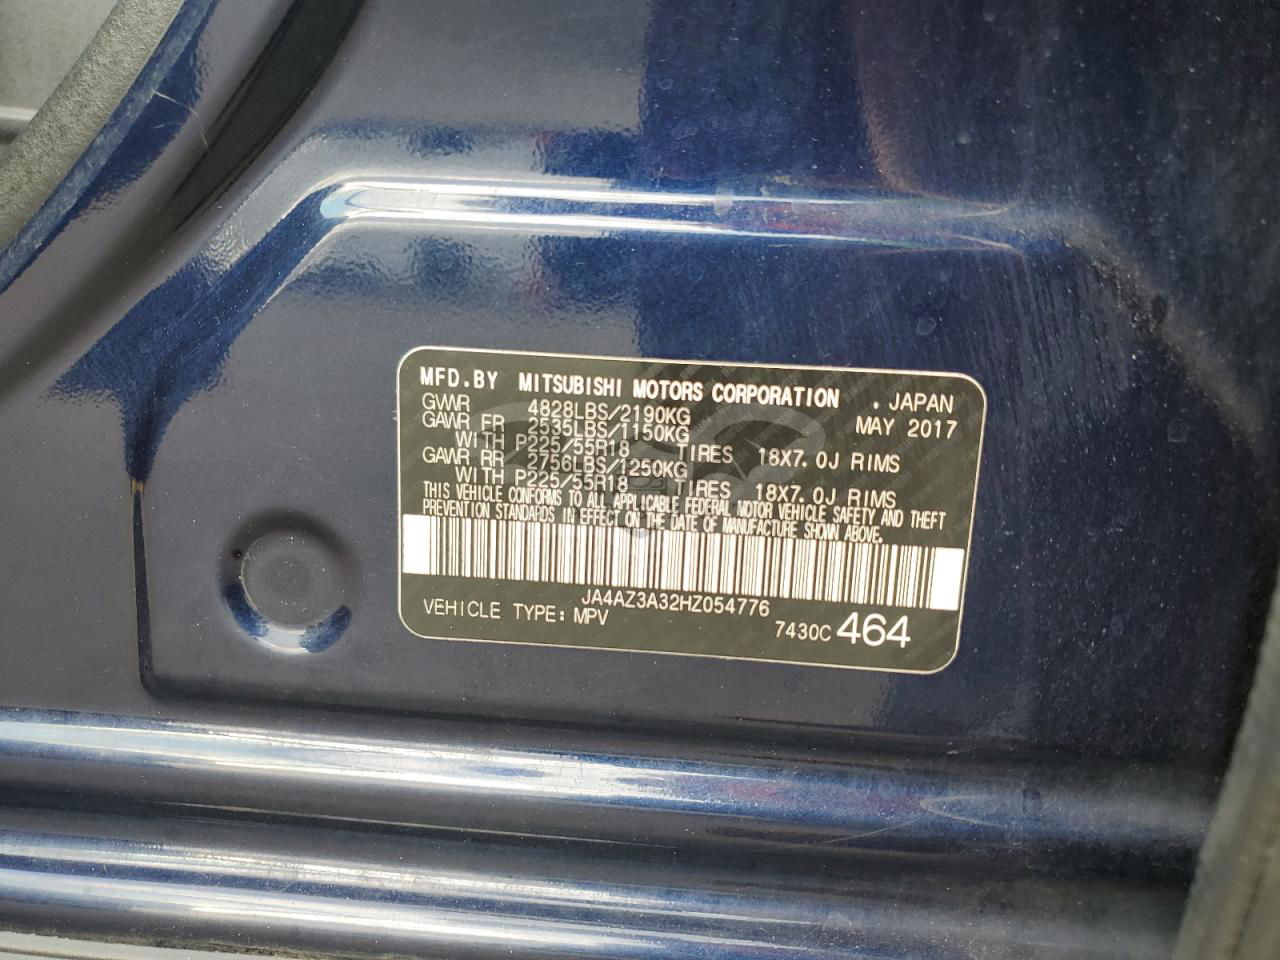 MFD.BY MITSUBISHI MOTORS CORPORATION . JAPAN
GVWR 4828LBS/2190KG MAY 2017
GAWR FR 2535LBS/1150KG
WITH P225/55R18 TIRES 18X7.0J RIMS
GAWR RR 2756LBS/1250KG
WITH P225/55R18 TIRES 18X7.0J RIMS
THIS VEHICLE CONFORMS TO ALL APPLICABLE FEDERAL MOTOR VEHICLE SAFETY AND THEFT
PREVENTION STANDARDS IN EFFECT ON THE DATE OF MANUFACTURE SHOWN ABOVE.
JA4AZ3A32HZ054776
VEHICLE TYPE: MPV 7430C 464